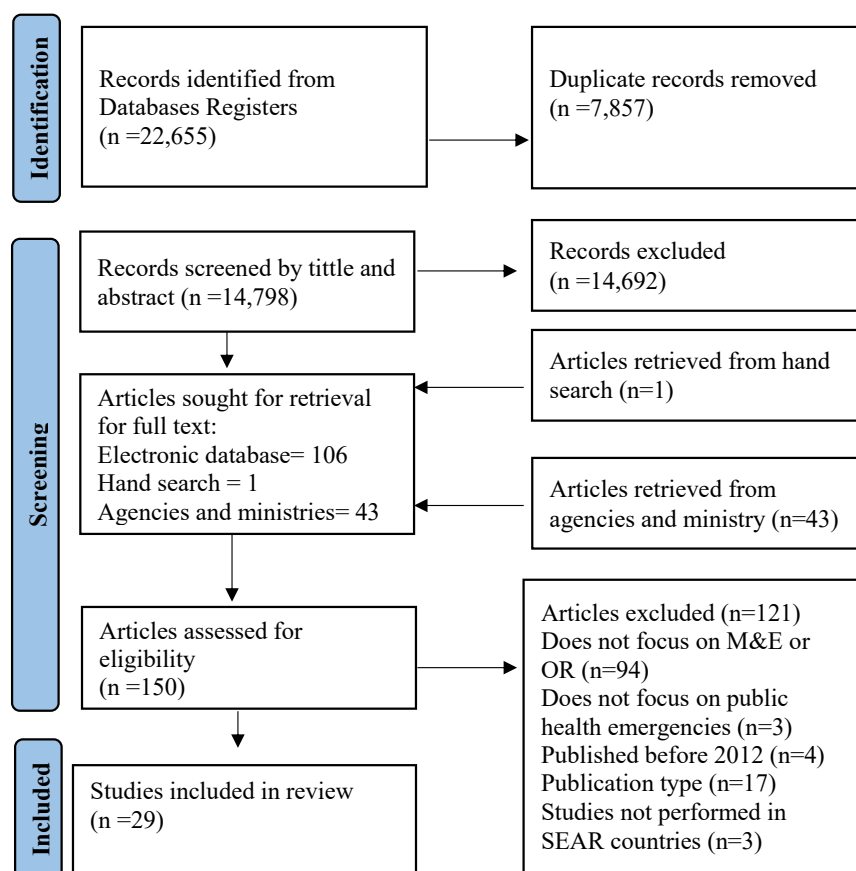 Identification
Records identified from
Databases Registers
(n =22,655)
Duplicate records removed
(n =7,857)
Screening
Records screened by tittle and
abstract (n =14,798)
Records excluded
(n =14,692)
Articles retrieved from hand
search (n=1)
Articles sought for retrieval
for full text:
Electronic database= 106
Hand search = 1
Agencies and ministries= 43
Articles retrieved from
agencies and ministry (n=43)
Articles assessed for
eligibility
(n =150)
Articles excluded (n=121)
Does not focus on M&E or
OR (n=94)
Does not focus on public
health emergencies (n=3)
Published before 2012 (n=4)
Publication type (n=17)
Studies not performed in
SEAR countries (n=3)
Included
Studies included in review
(n =29)